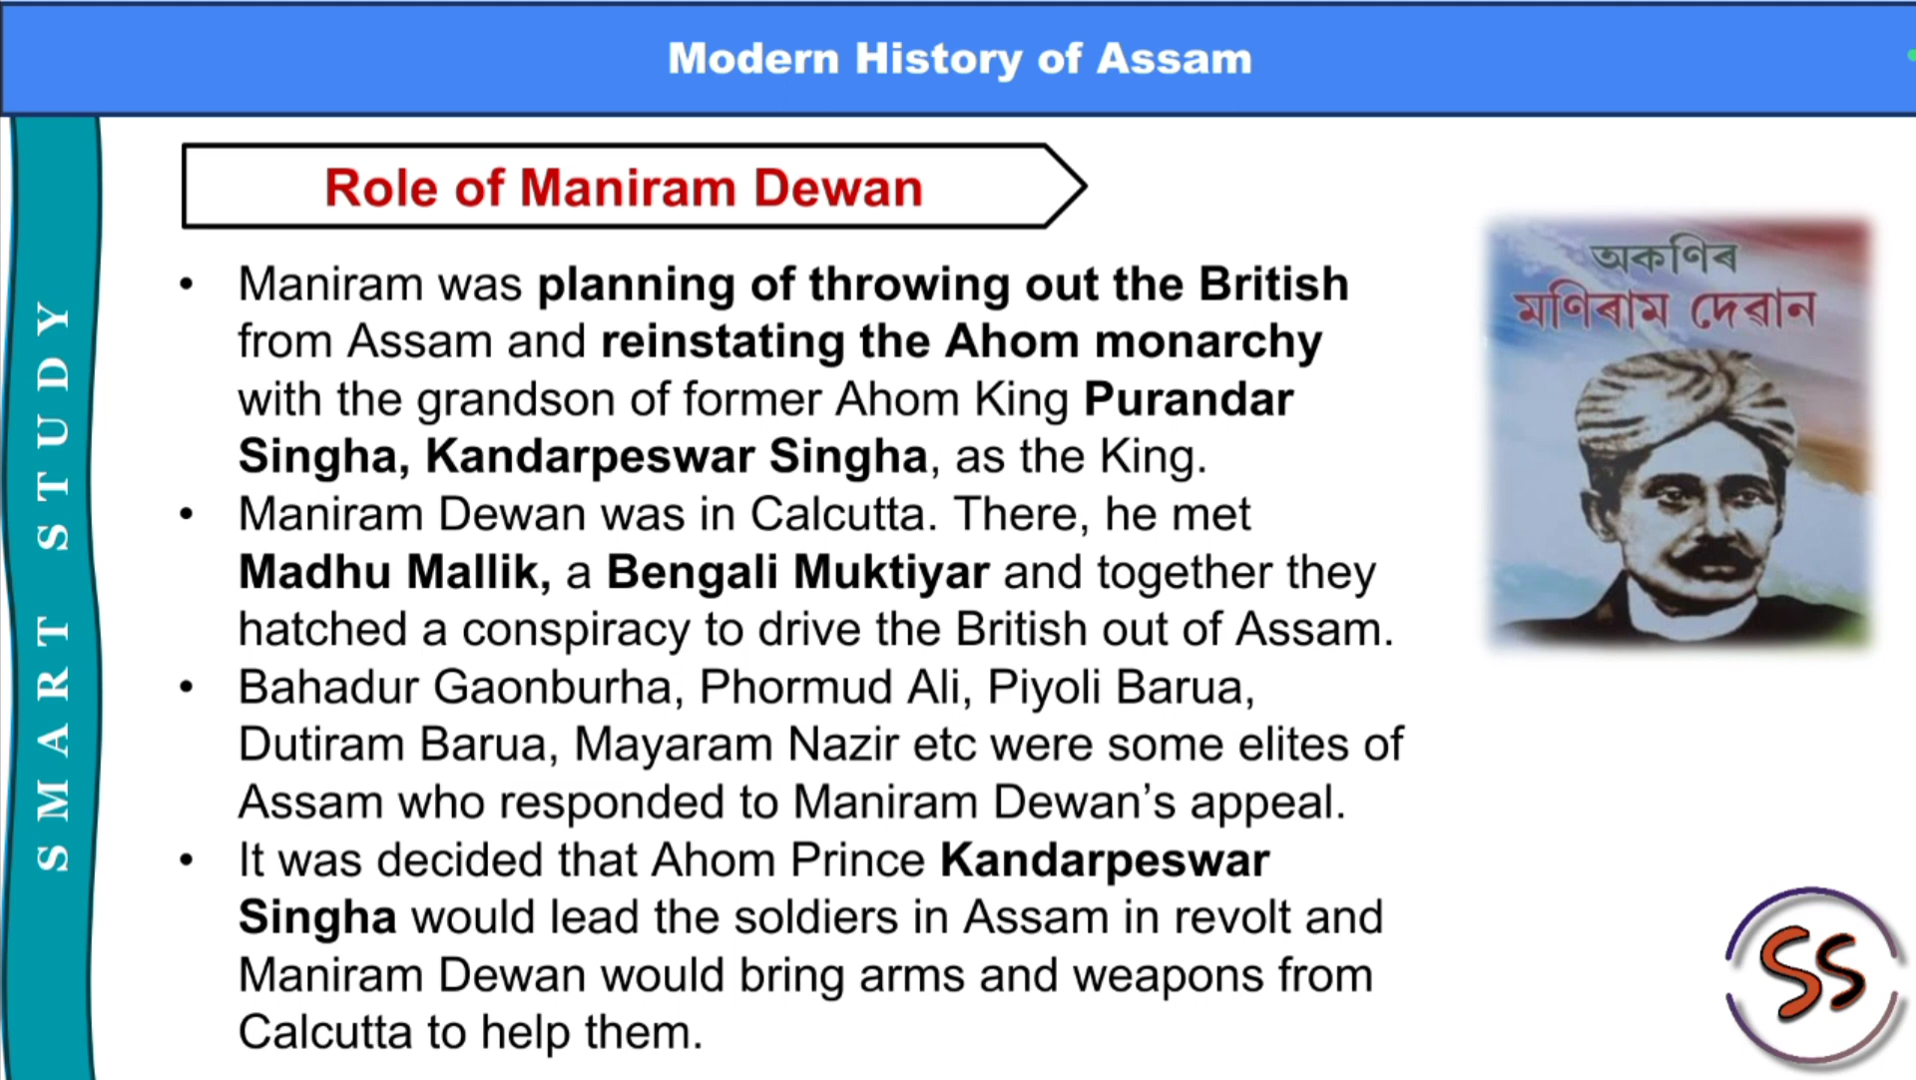 Modern History of Assam
Role of Maniram Dewan
• Maniram was planning of throwing out the British
from Assam and reinstating the Ahom monarchy
with the grandson of former Ahom King Purandar
Singha, Kandarpeswar Singha, as the King.
• Maniram Dewan was in Calcutta. There, he met
Madhu Mallik, a Bengali Muktiyar and together they
hatched a conspiracy to drive the British out of Assam.
• Bahadur Gaonburha, Phormud Ali, Piyoli Barua,
Dutiram Barua, Mayaram Nazir etc were some elites of
Assam who responded to Maniram Dewan’s appeal.
• It was decided that Ahom Prince Kandarpeswar
Singha would lead the soldiers in Assam in revolt and
Maniram Dewan would bring arms and weapons from
Calcutta to help them.
অকণিৰ
মণিৰাম দেৱান
SMART STUDY
SS